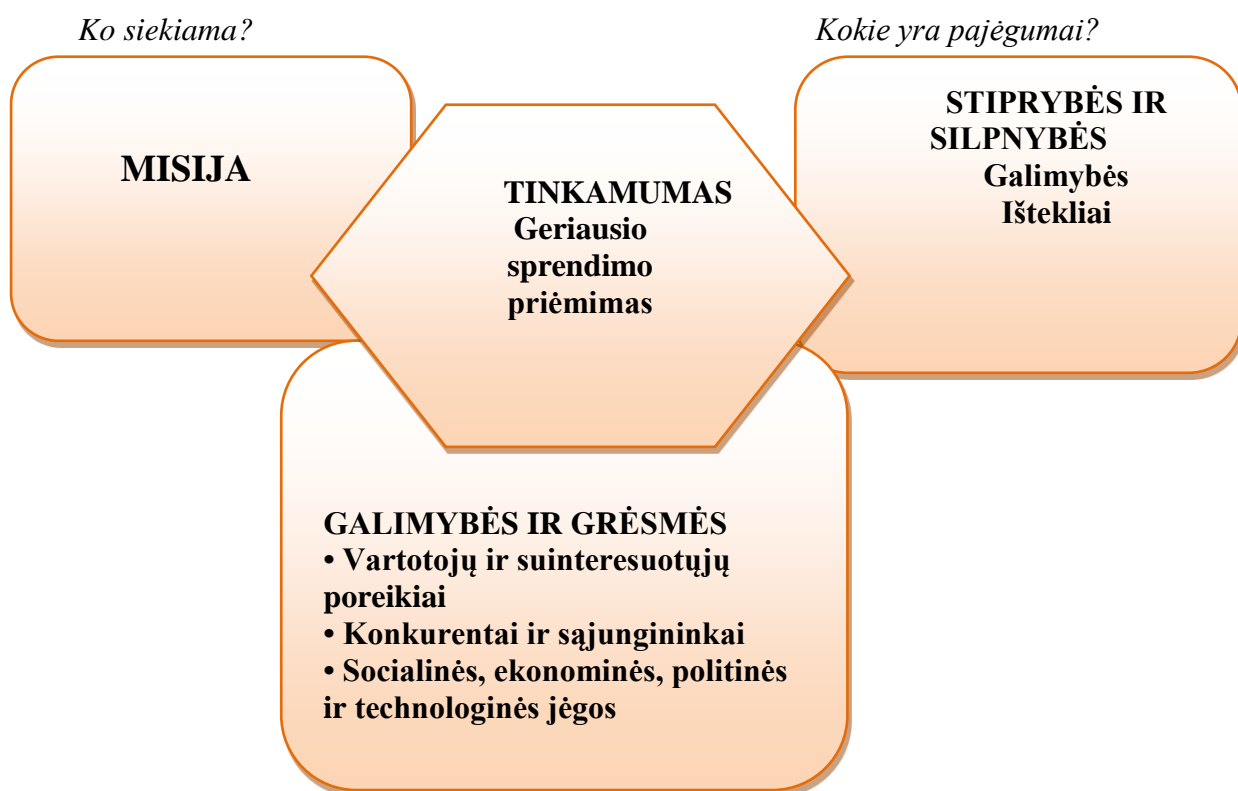 Ko siekiama?
Kokie yra pajėgumai?
MISIJA
TINKAMUMAS
Geriausio
sprendimo
priėmimas
STIPRYBĖS IR
SILPNYBĖS
Galimybės
Ištekliai
GALIMYBĖS IR GRĖSMĖS
• Vartotojų ir suinteresuotųjų
poreikiai
• Konkurentai ir sąjungininkai
• Socialinės, ekonominės, politinės
ir technologinės jėgos